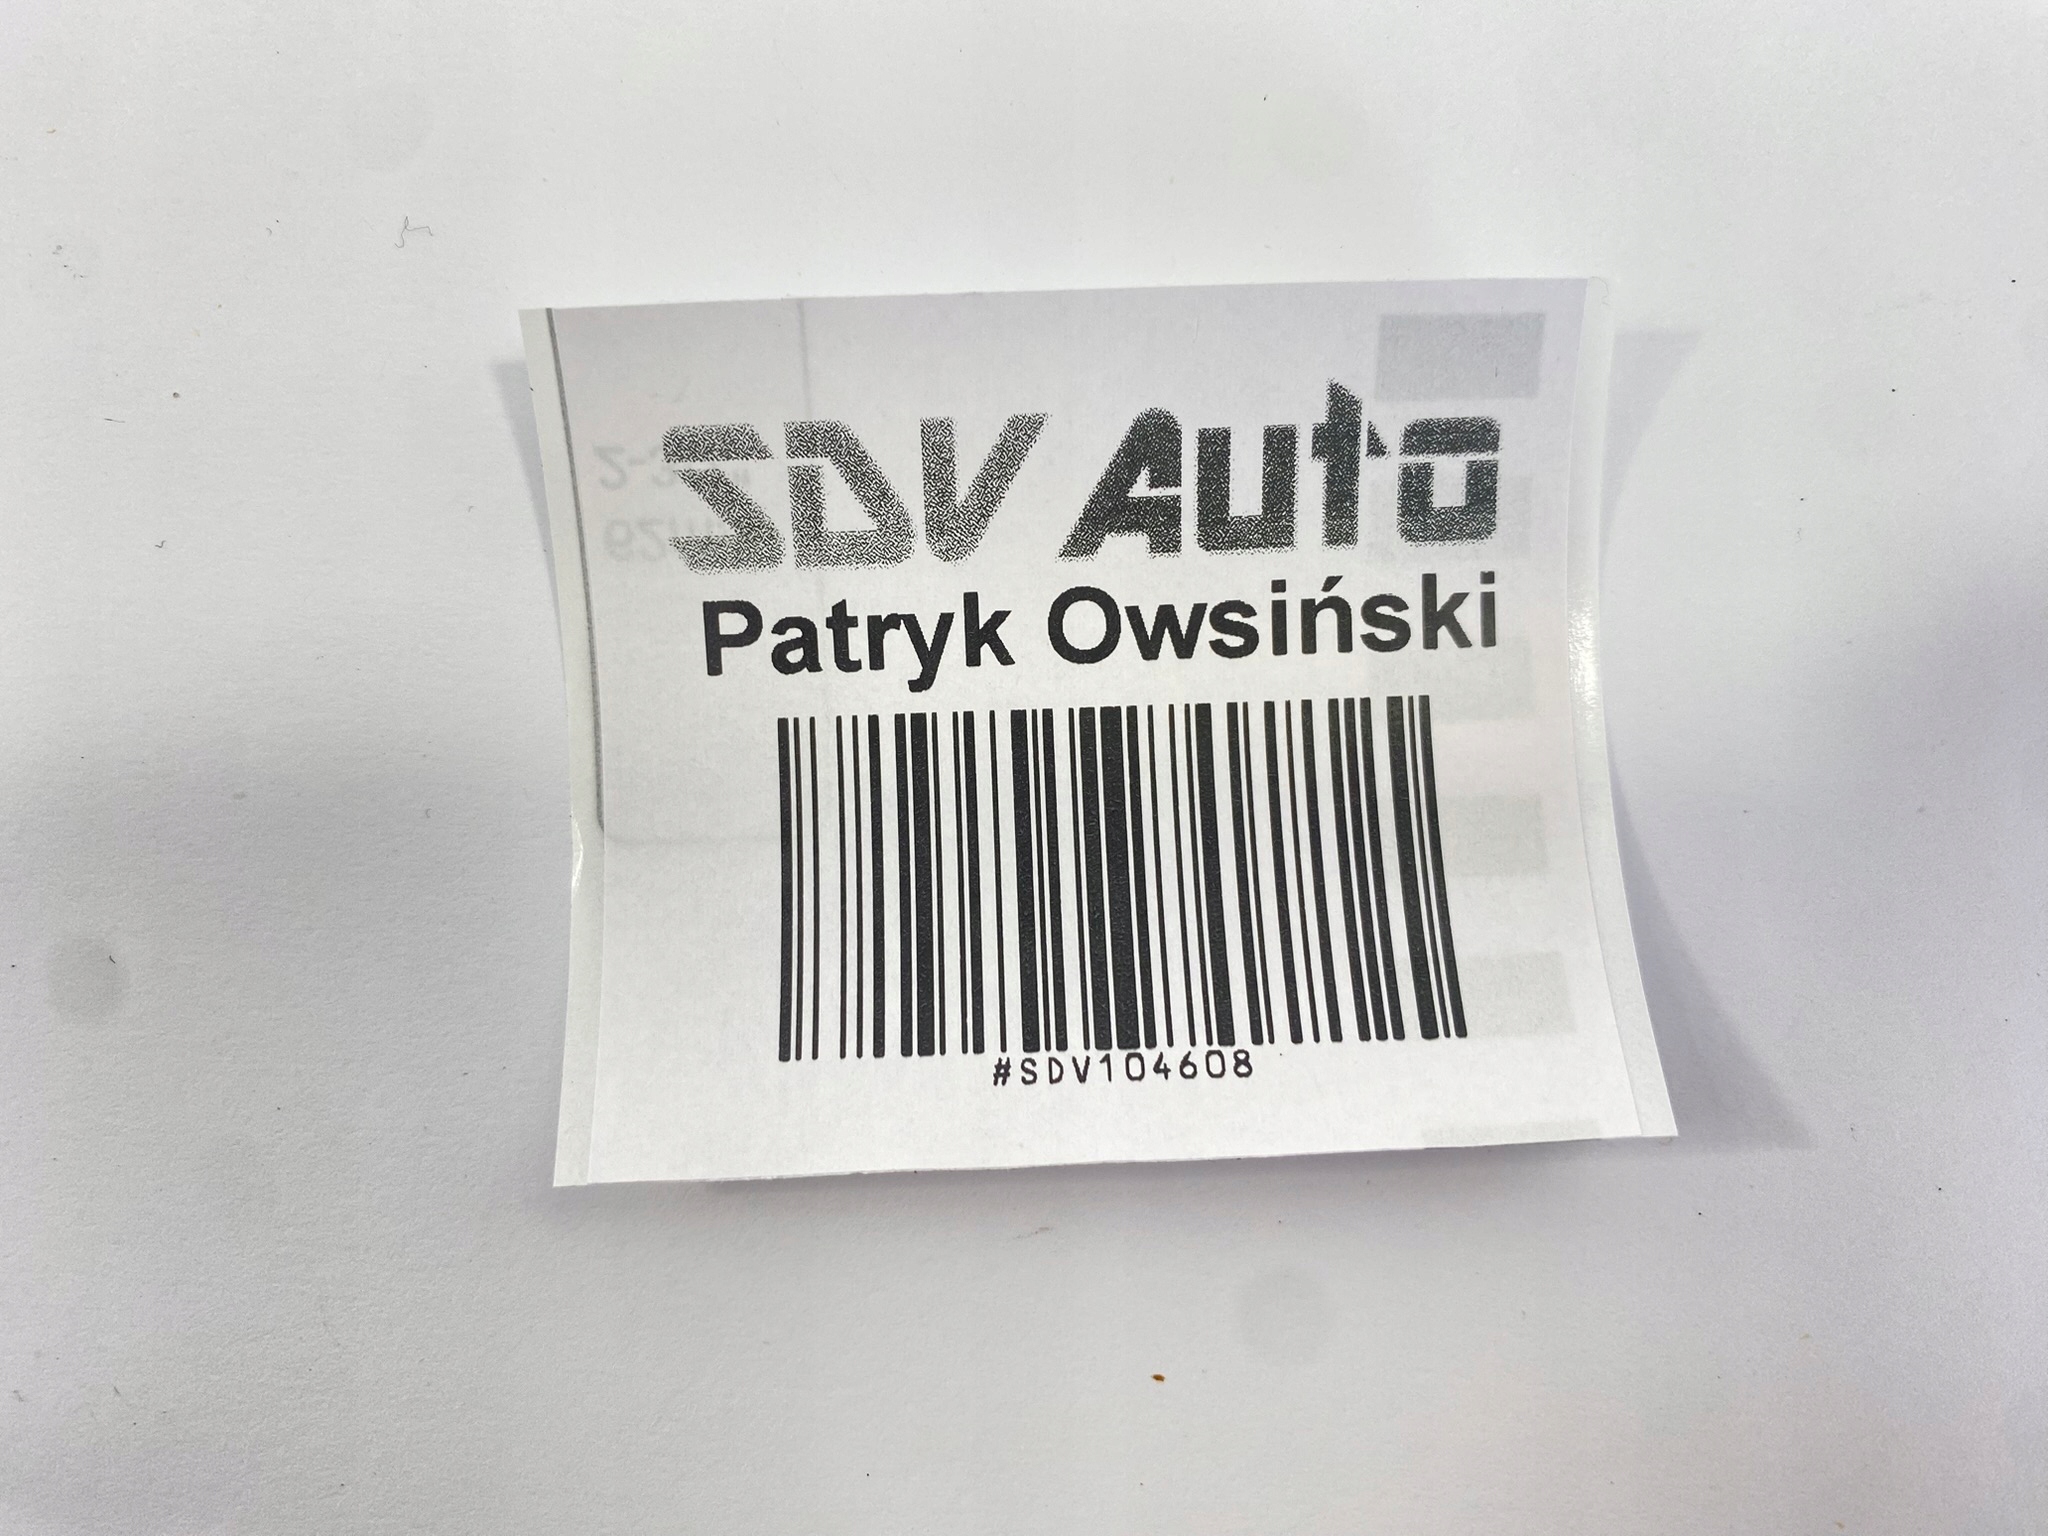 SDV Auto
Patryk Owsiński
#SDV104608